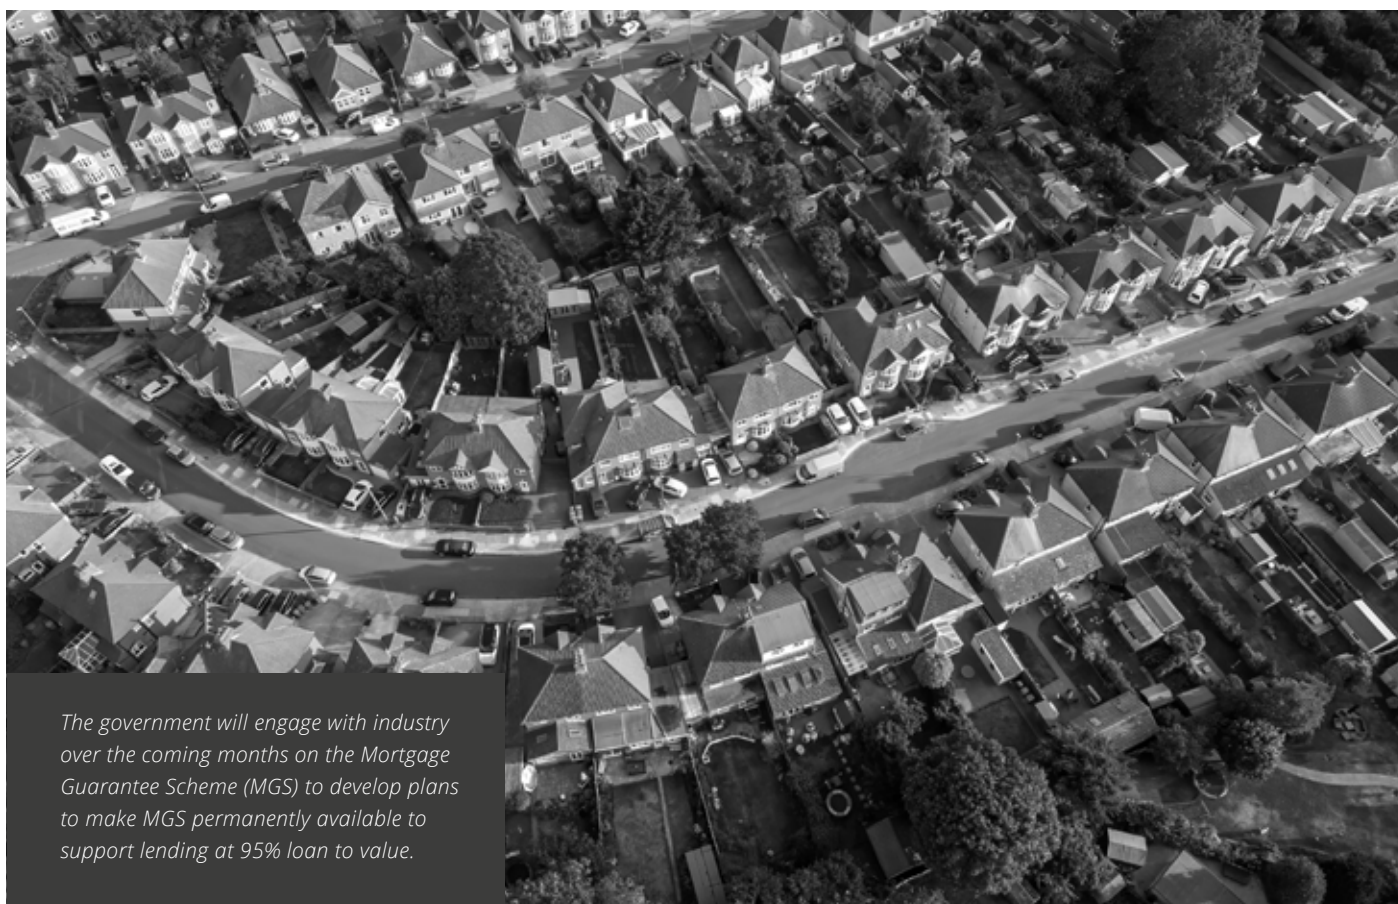 The government will engage with industry
over the coming months on the Mortgage
Guarantee Scheme (MGS) to develop plans
to make MGS permanently available to
support lending at 95% loan to value.